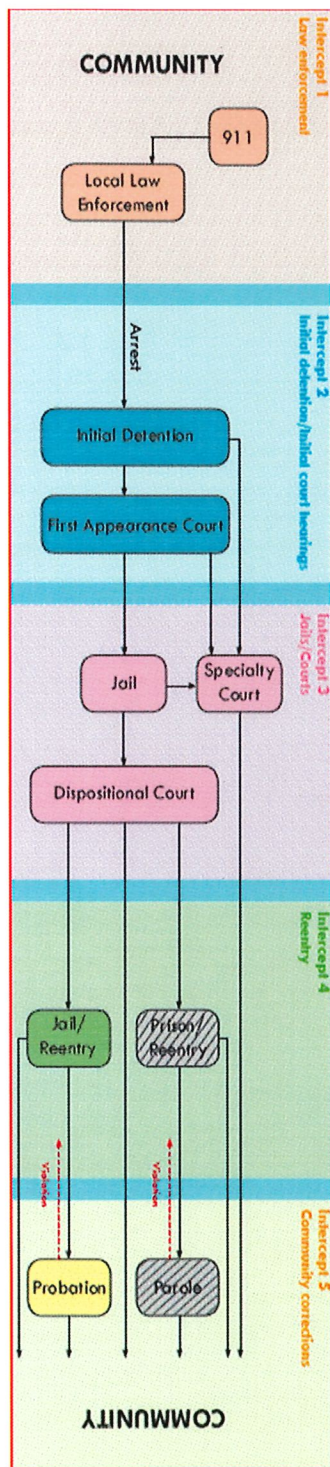 Intercept 1
Law enforcement
COMMUNITY
911
Local Law
Enforcement
Intercept 2
Initial detention/Initial court hearings
Arrest
Initial Detention
First Appearance Court
Intercept 3
Jails/Courts
Specialty
Court
Jail
Dispositional Court
Intercept 4
Reentry
Prison/
Reentry
Jail/
Reentry
Intercept 5
Community corrections
Violation
Violation
Parole
Probation
COMMUNITY